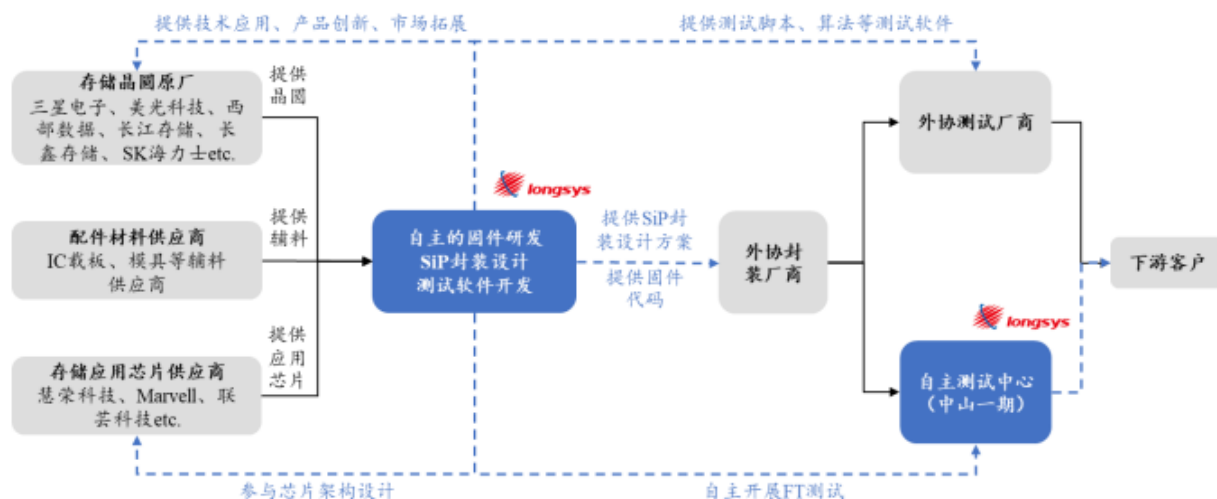 提供技术应用、产品创新、市场拓展
提供测试脚本、算法等测试软件
存储晶圆原厂
三星电子、美光科技、西
部数据、长江存储、长
鑫存储、SK海力士etc.
提供
晶圆
配件材料供应商
IC载板、模具等辅料
供应商
提供
辅料
存储应用芯片供应商
慧荣科技、Marvell、联
芸科技etc.
提供
应用
芯片
longsys
自主的固件研发
SiP封装设计
测试软件开发
提供SiP封
装设计方案
提供固件
代码
外协封
装厂商
外协测试厂商
longsys
自主测试中心
（中山一期）
下游客户
参与芯片架构设计
自主开展FT测试